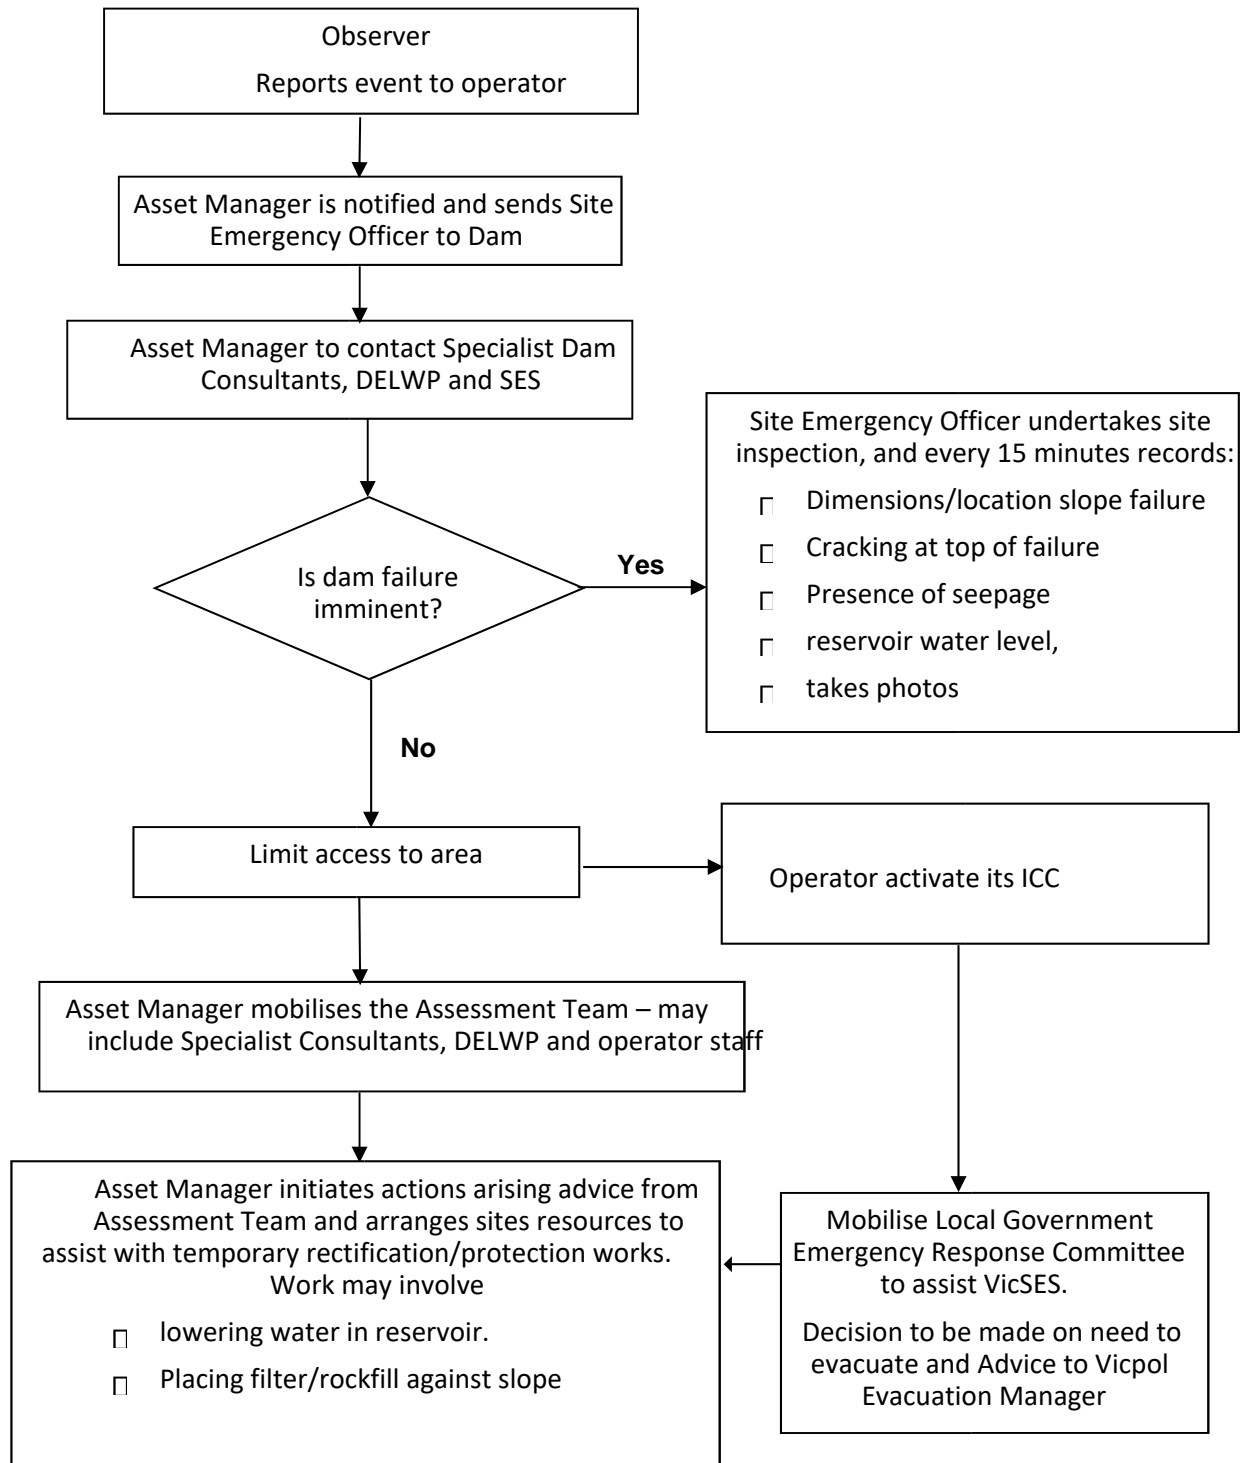 Observer
Reports event to operator
Asset Manager is notified and sends Site
Emergency Officer to Dam
Asset Manager to contact Specialist Dam
Consultants, DELWP and SES
Site Emergency Officer undertakes site
inspection, and every 15 minutes records:
Dimensions/location slope failure
Cracking at top of failure
Presence of seepage
reservoir water level,
takes photos
Is dam failure
imminent?
Yes
No
Limit access to area
Operator activate its ICC
Asset Manager mobilises the Assessment Team – may
include Specialist Consultants, DELWP and operator staff
Asset Manager initiates actions arising advice from
Assessment Team and arranges sites resources to
assist with temporary rectification/protection works.
Work may involve
lowering water in reservoir.
Placing filter/rockfill against slope
Mobilise Local Government
Emergency Response Committee
to assist VicSES.
Decision to be made on need to
evacuate and Advice to Vicpol
Evacuation Manager